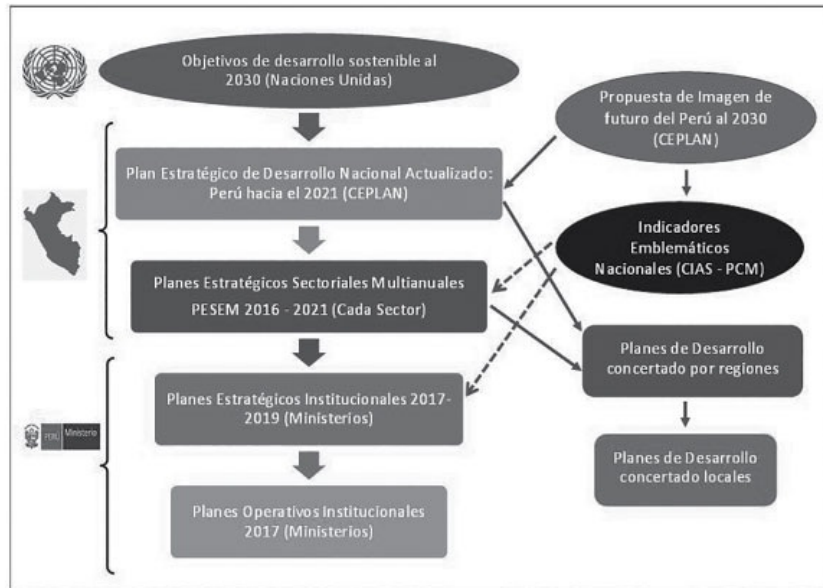 Objetivos de desarrollo sostenible al
2030 (Naciones Unidas)
Propuesta de Imagen de
futuro del Perú al 2030
(CEPLAN)
Plan Estratégico de Desarrollo Nacional Actualizado:
Perú hacia el 2021 (CEPLAN)
Indicadores
Emblemáticos
Nacionales (CIAS - PCM)
Planes Estratégicos Sectoriales Multianuales
PESEM 2016 - 2021 (Cada Sector)
Planes de Desarrollo
concertado por regiones
Planes Estratégicos Institucionales 2017-
2019 (Ministerios)
PERÚ Ministerio
Planes de Desarrollo
concertado locales
Planes Operativos Institucionales
2017 (Ministerios)